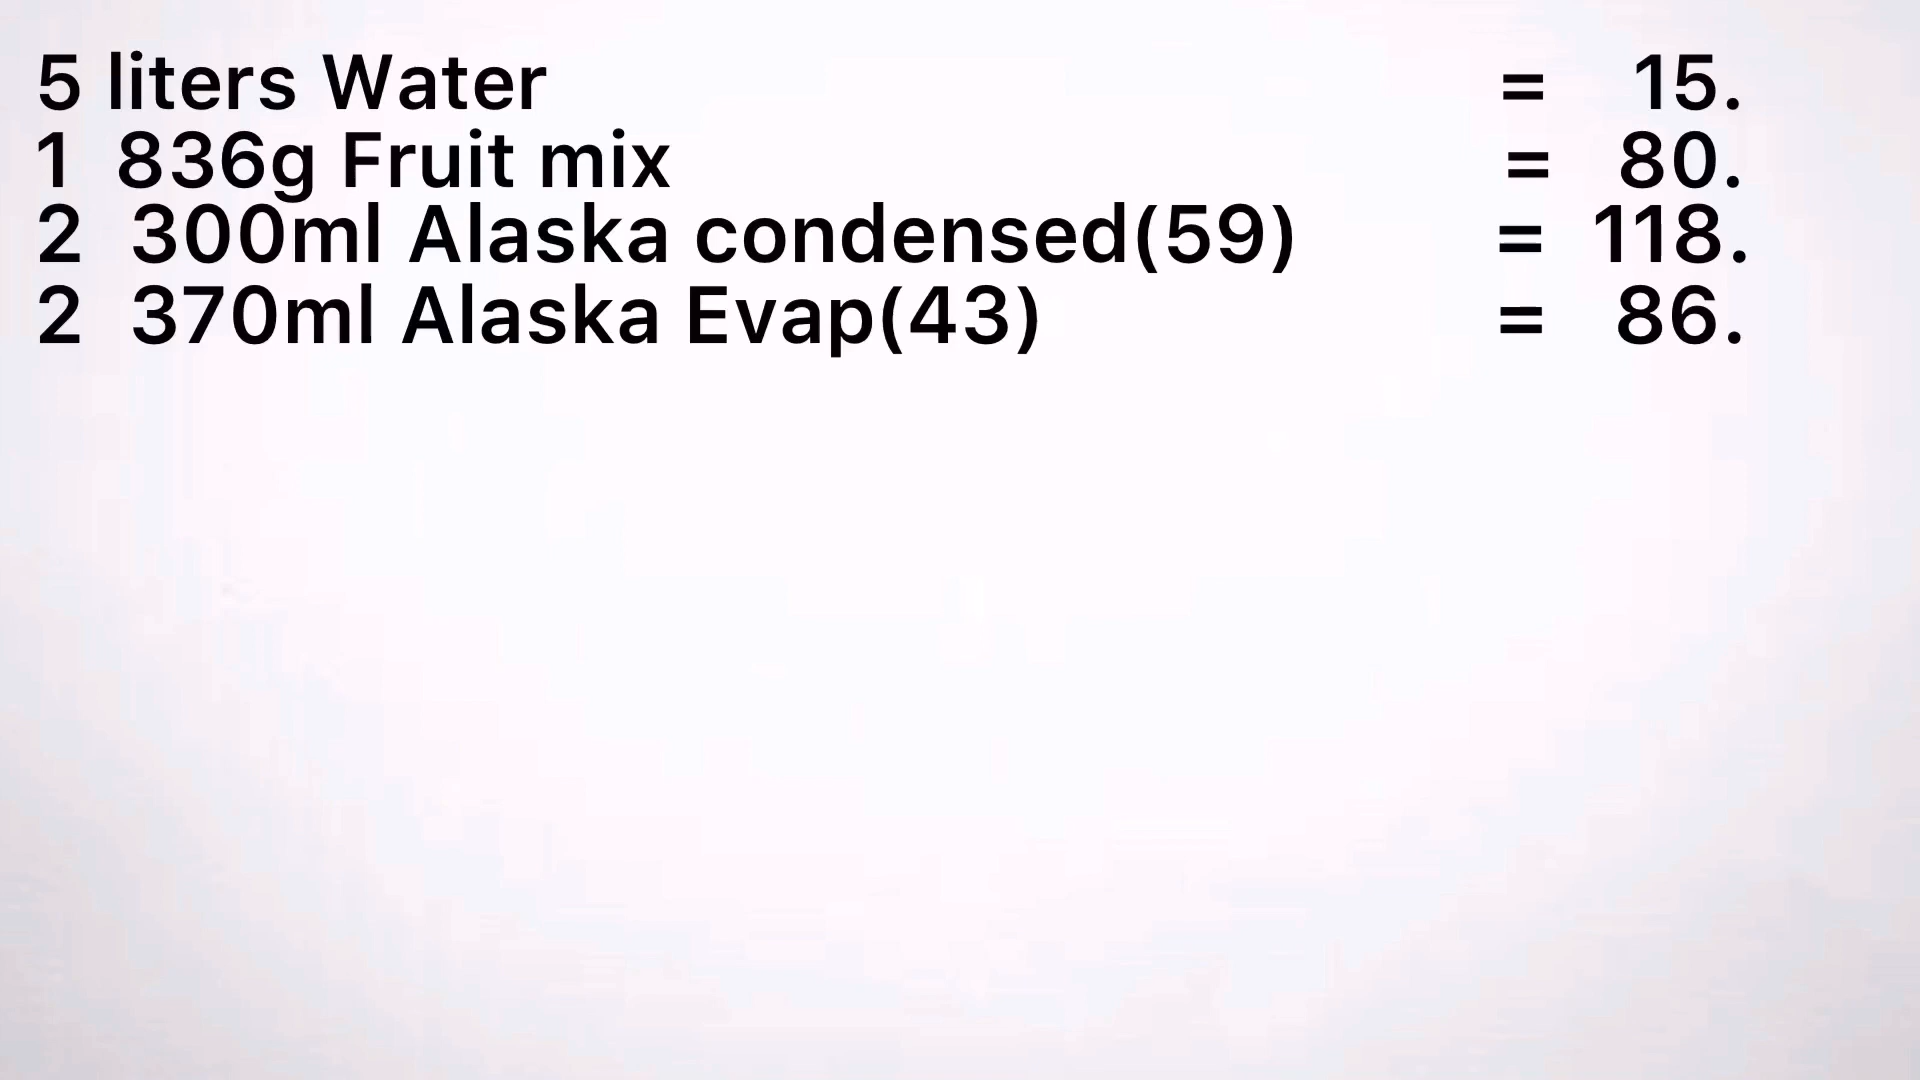 5 liters Water = 15.
1 836g Fruit mix = 80.
2 300ml Alaska condensed(59) = 118.
2 370ml Alaska Evap(43) = 86.